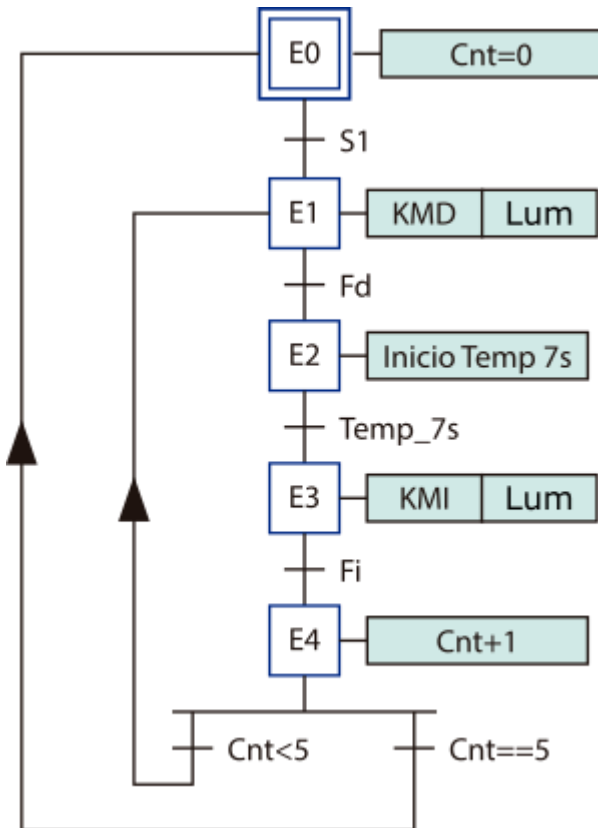 E0
Cnt=0
S1
E1
KMD
Lum
Fd
E2
Inicio Temp 7s
Temp_7s
E3
KMI
Lum
Fi
E4
Cnt+1
Cnt<5
Cnt==5